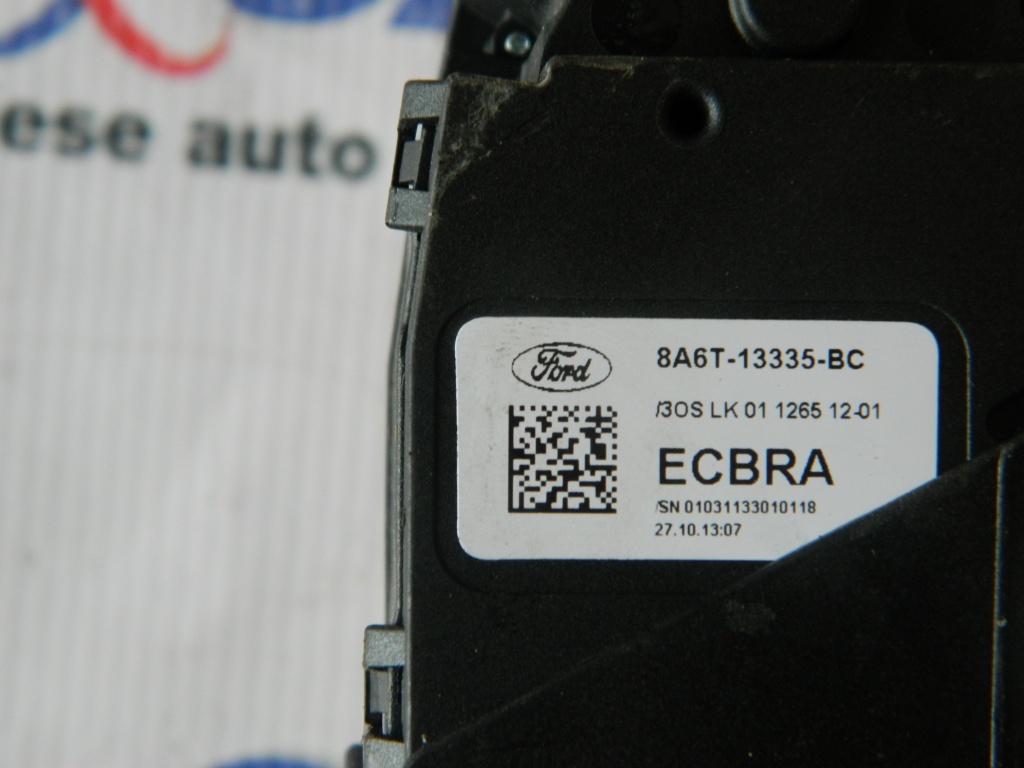 ese auto
Ford
8A6T-13335-BC
/3OS LK 01 1265 12-01
ECBRA
/SN 01031133010118
27.10.13:07